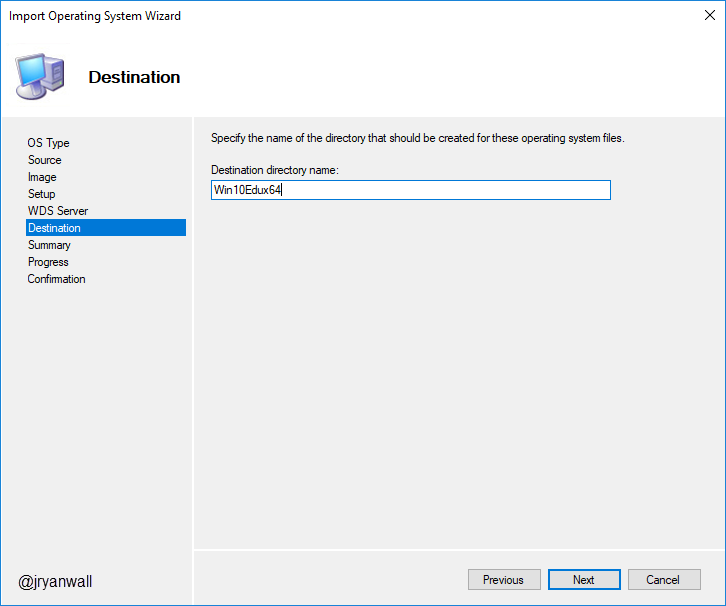 Import Operating System Wizard
Destination
OS Type
Source
Image
Setup
WDS Server
Destination
Summary
Progress
Confirmation
Specify the name of the directory that should be created for these operating system files.
Destination directory name:
Win10Edux64
@jryanwall
Previous
Next
Cancel